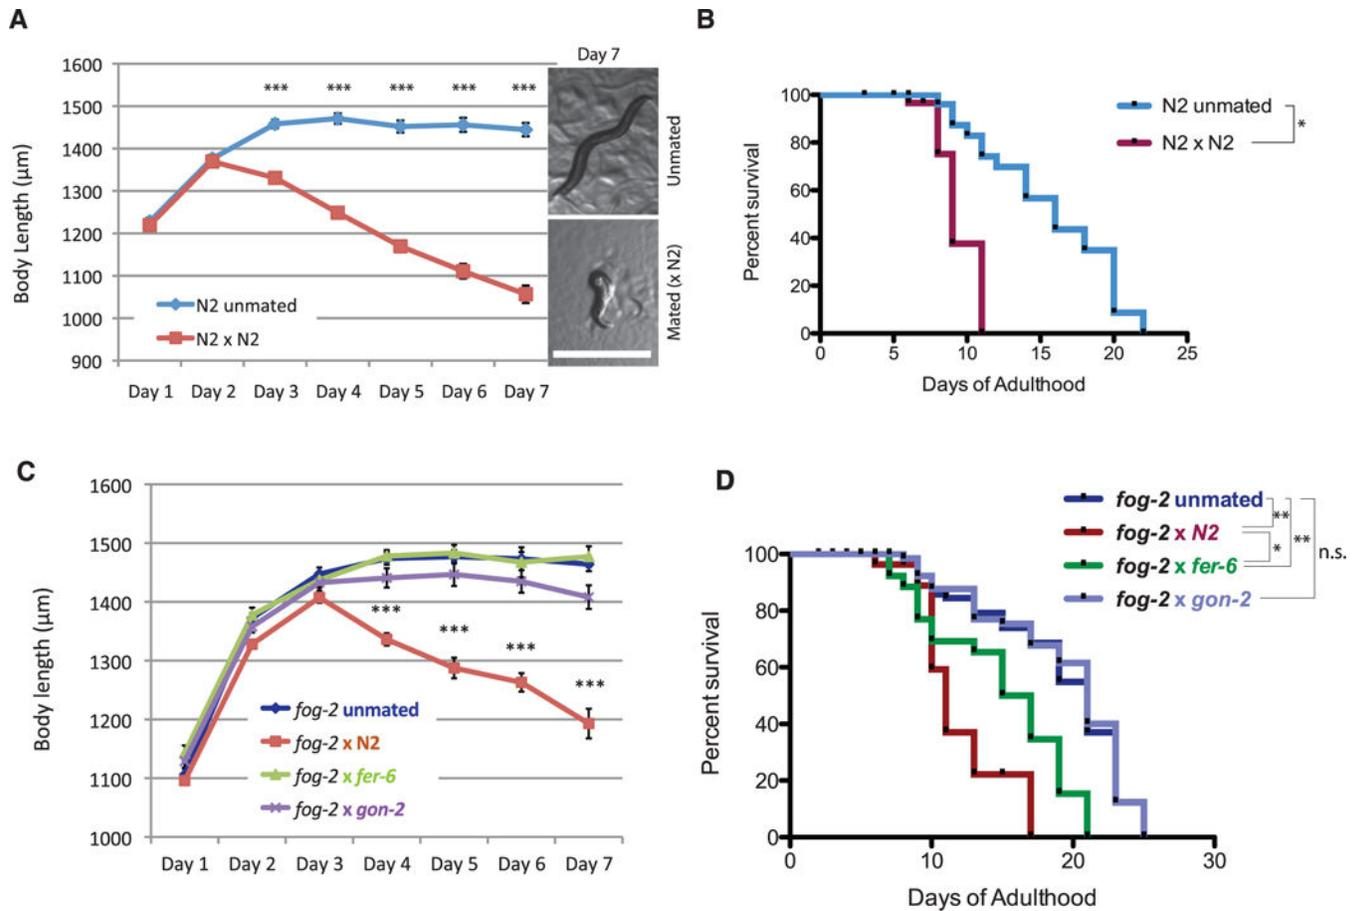 A
1600
1500
1400
1300
1200
1100
1000
900
Body Length (μm)
*** *** *** *** ***
N2 unmated
N2 x N2
Day 1 Day 2 Day 3 Day 4 Day 5 Day 6 Day 7
Day 7
Unmated
Mated (x N2)
B
100
80
60
40
20
0
Percent survival
0 5 10 15 20 25
Days of Adulthood
N2 unmated
N2 x N2
*
C
1600
1500
1400
1300
1200
1100
1000
Body length (μm)
***
***
***
***
fog-2 unmated
fog-2 x N2
fog-2 x fer-6
fog-2 x gon-2
Day 1 Day 2 Day 3 Day 4 Day 5 Day 6 Day 7
D
100
80
60
40
20
0
Percent survival
0 10 20 30
Days of Adulthood
fog-2 unmated
fog-2 x N2
fog-2 x fer-6
fog-2 x gon-2
**
*
**
n.s.